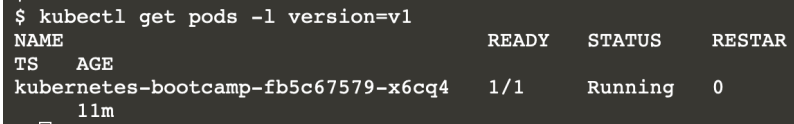 $ kubectl get pods -l version=v1
NAME                                  READY   STATUS    RESTAR
TS   AGE
kubernetes-bootcamp-fb5c67579-x6cq4   1/1     Running   0
     11m